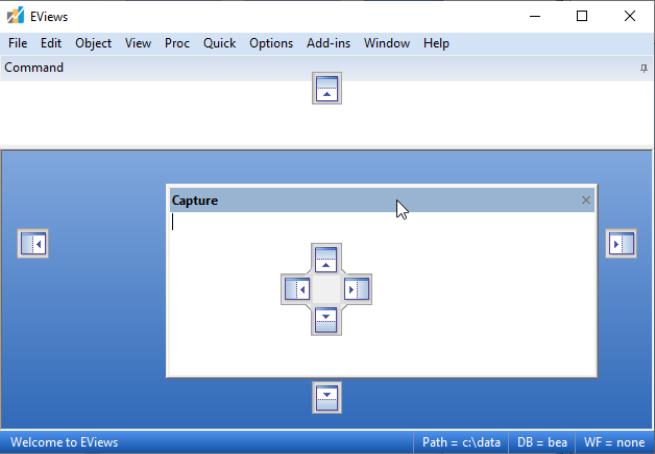 EViews
File Edit Object View Proc Quick Options Add-ins Window Help
Command
Capture
Welcome to EViews Path = c:\data DB = bea WF = none